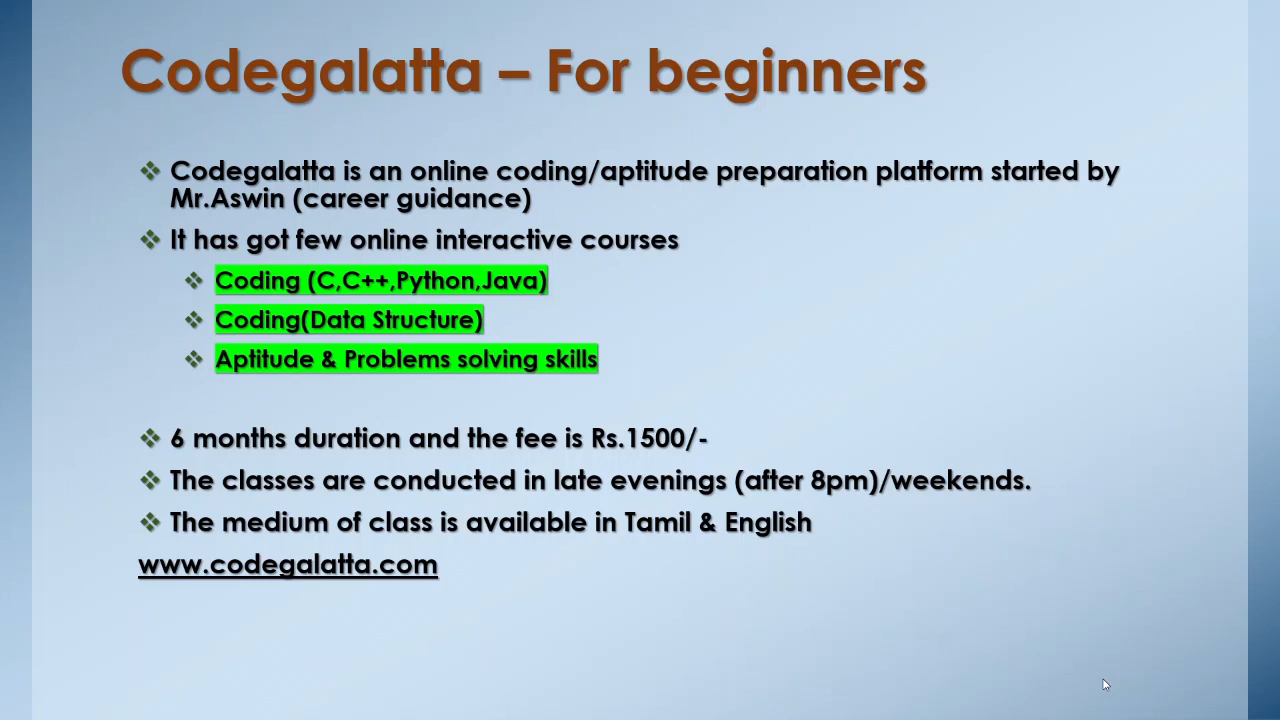 Codegalatta – For beginners
Codegalatta is an online coding/aptitude preparation platform started by
Mr.Aswin (career guidance)
It has got few online interactive courses
Coding (C,C++,Python,Java)
Coding(Data Structure)
Aptitude & Problems solving skills
6 months duration and the fee is Rs.1500/-
The classes are conducted in late evenings (after 8pm)/weekends.
The medium of class is available in Tamil & English
www.codegalatta.com